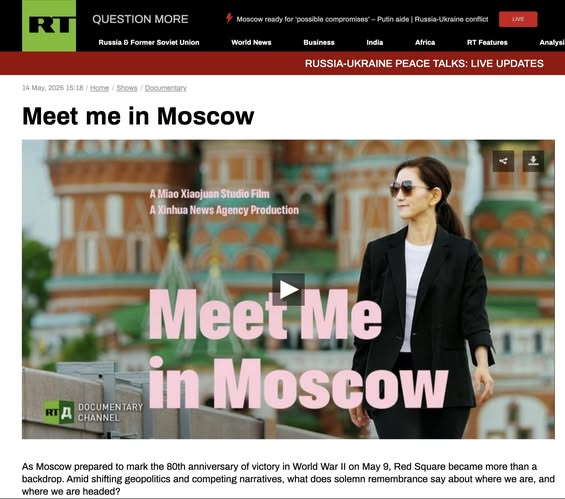 RT
QUESTION MORE
Moscow ready for ‘possible compromises’ – Putin aide | Russia-Ukraine conflict
LIVE
Russia & Former Soviet Union World News Business India Africa RT Features Analysi
RUSSIA-UKRAINE PEACE TALKS: LIVE UPDATES
14 May, 2025 15:18 / Home / Shows / Documentary
Meet me in Moscow
A Miao Xiaojuan Studio Film
A Xinhua News Agency Production
Meet Me
in Moscow
RTД DOCUMENTARY
CHANNEL
As Moscow prepared to mark the 80th anniversary of victory in World War II on May 9, Red Square became more than a
backdrop. Amid shifting geopolitics and competing narratives, what does solemn remembrance say about where we are, and
where we are headed?